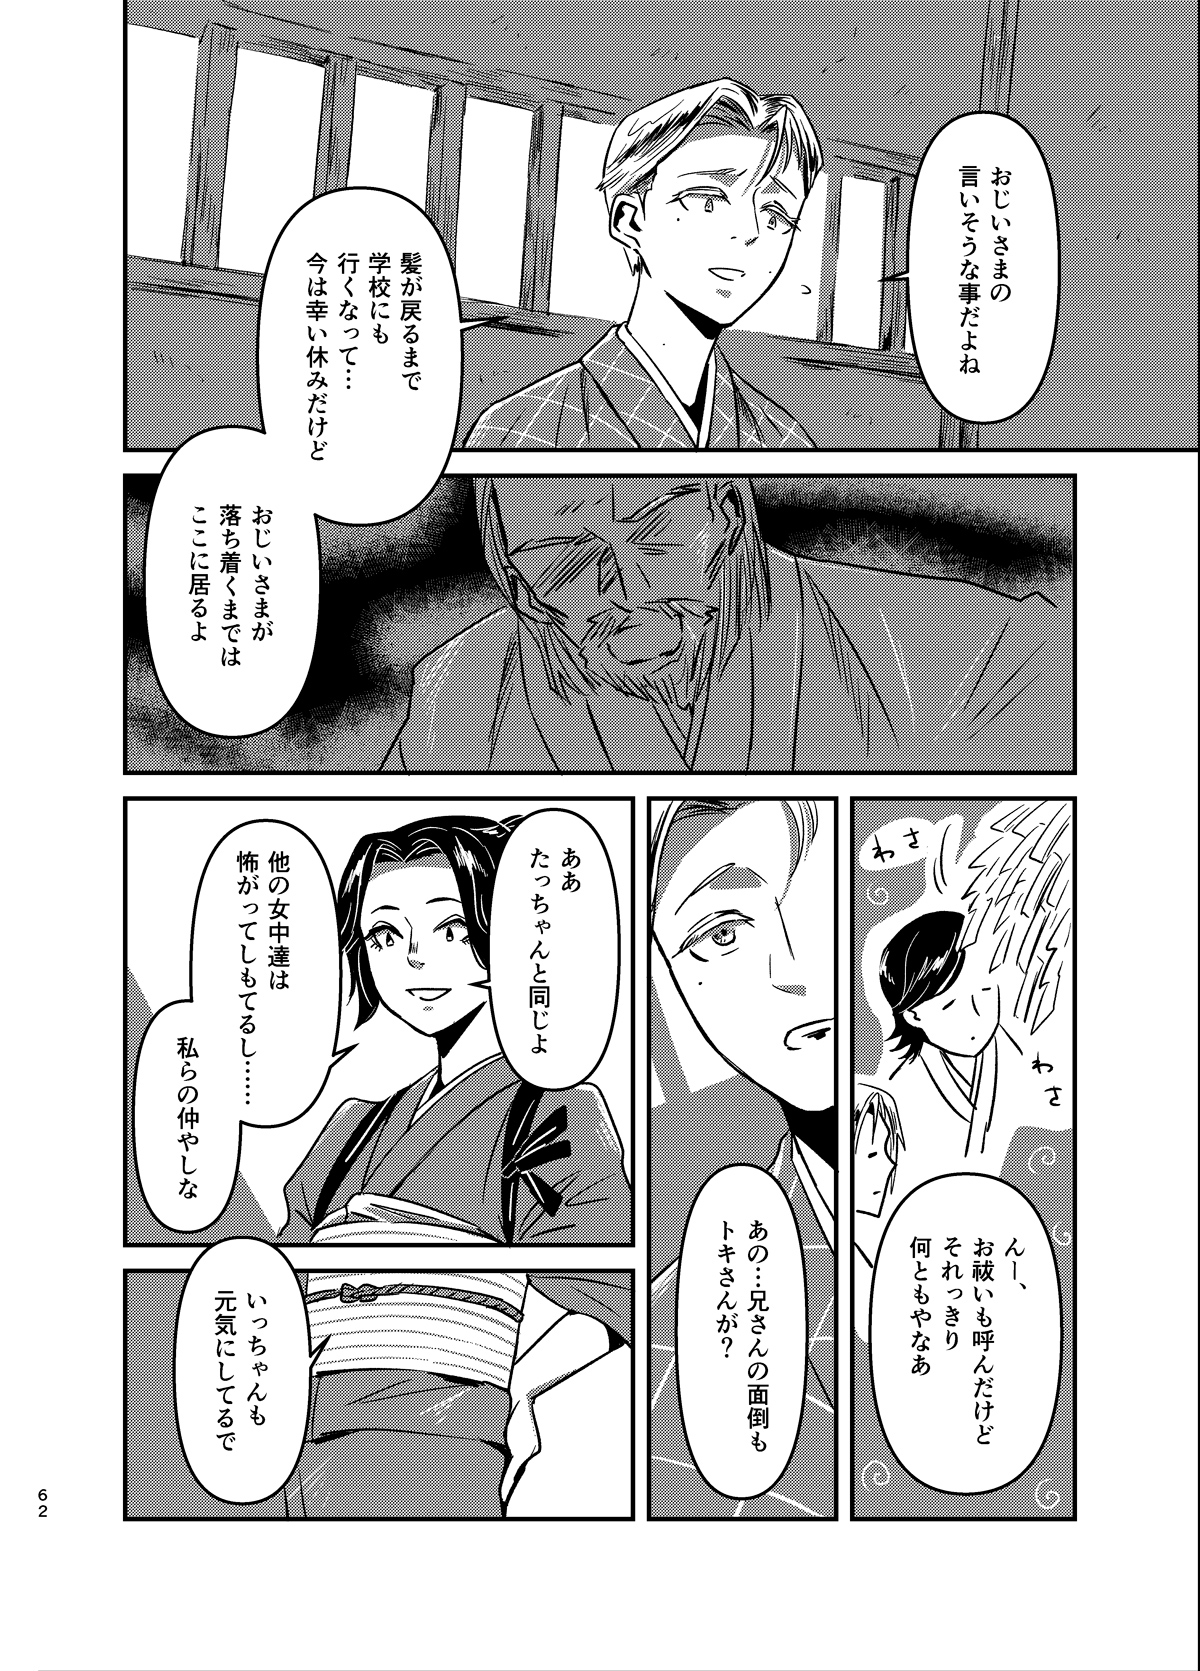 おじいさまの
言いそうな事だよね
髪が戻るまで
学校にも
行くなって…
今は幸い休みだけど
おじいさまが
落ち着くまでは
ここに居るよ
わさ
わさ
んー、
お祓いも呼んだけど
それっきり
何ともやなあ
あの…兄さんの面倒も
トキさんが？
ああ
たっちゃんと同じよ
他の女中達は
怖がってしもてるし……
私らの仲やしな
いっちゃんも
元気にしてるで
62